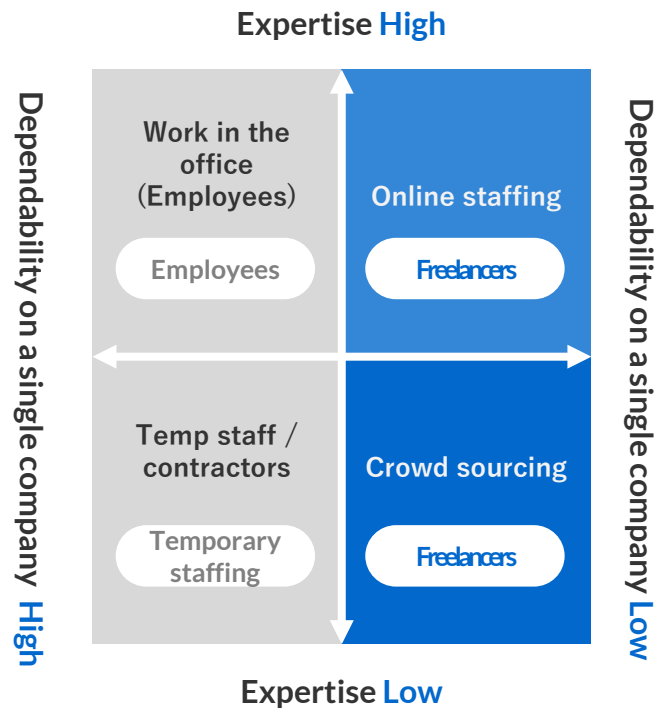 Expertise High
Dependability on a single company High
Work in the
office
(Employees)
Employees
Online staffing
Freelancers
Temp staff /
contractors
Temporary
staffing
Crowd sourcing
Freelancers
Dependability on a single company Low
Expertise Low